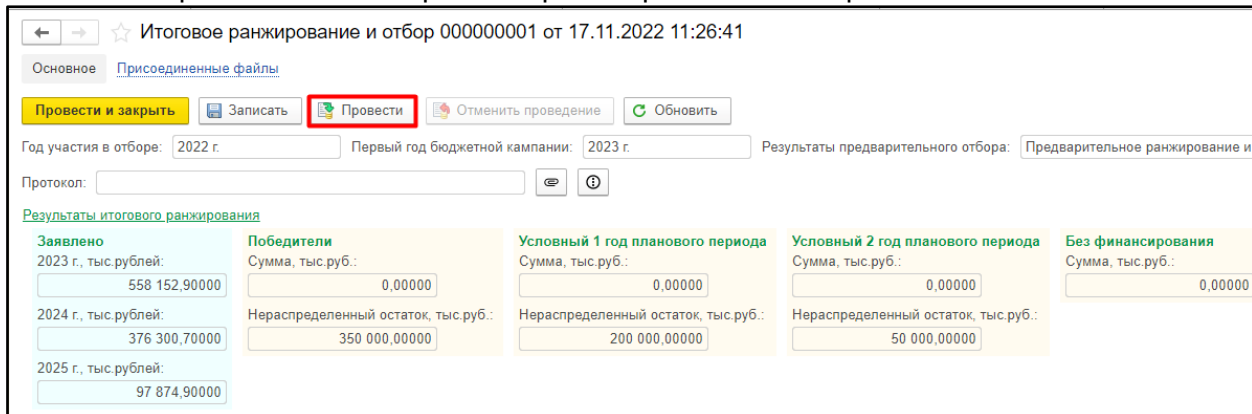 Итоговое ранжирование и отбор 000000001 от 17.11.2022 11:26:41
Основное Присоединенные файлы
Провести и закрыть Записать Провести Отменить проведение Обновить
Год участия в отборе: 2022 г. Первый год бюджетной кампании: 2023 г. Результаты предварительного отбора: Предварительное ранжирование и
Протокол:
Результаты итогового ранжирования
Заявлено Победители Условный 1 год планового периода Условный 2 год планового периода Без финансирования
2023 г., тыс.рублей: Сумма, тыс.руб.: Сумма, тыс.руб.: Сумма, тыс.руб.: Сумма, тыс.руб.:
558 152,90000 0,00000 0,00000 0,00000 0,00000
2024 г., тыс.рублей: Нераспределенный остаток, тыс.руб.: Нераспределенный остаток, тыс.руб.: Нераспределенный остаток, тыс.руб.:
376 300,70000 350 000,00000 200 000,00000 50 000,00000
2025 г., тыс.рублей:
97 874,90000